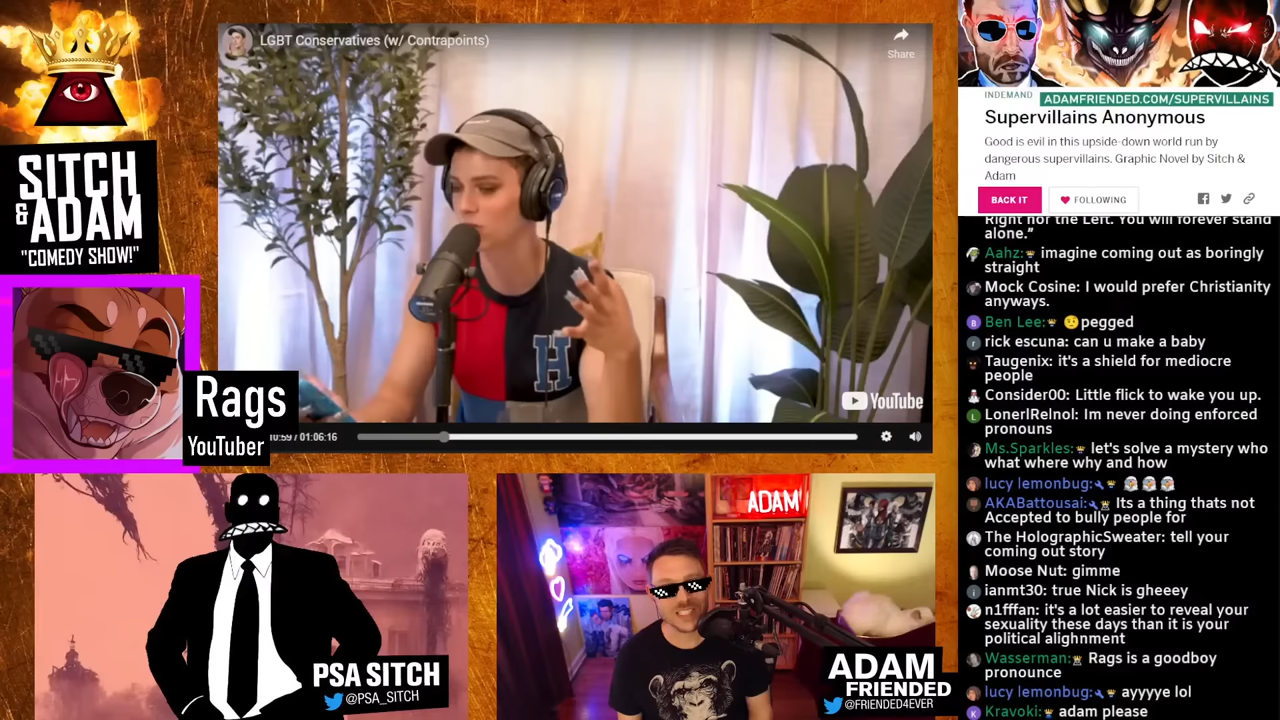 SITCH
& ADAM
"COMEDY SHOW!"
Rags
YouTuber
LGBT Conservatives (w/ Contrapoints)
Share
H
YouTube
10:59 / 01:06:16
PSA SITCH
@PSA_SITCH
ADAM
ADAM
FRIENDED
@FRIENDED4EVER
INDEMAND
ADAMFRIENDED.COM/SUPERVILLAINS
Supervillains Anonymous
Good is evil in this upside-down world run by
dangerous supervillains. Graphic Novel by Sitch &
Adam
BACK IT
FOLLOWING
Right nor the Left. You will forever stand
alone.”
Aahz: imagine coming out as boringly
straight
Mock Cosine: I would prefer Christianity
anyways.
Ben Lee: 🤨pegged
rick escuna: can u make a baby
Taugenix: it's a shield for mediocre
people
Consider00: Little flick to wake you up.
LonerIRelnol: Im never doing enforced
pronouns
Ms.Sparkles: let's solve a mystery who
what where why and how
lucy lemonbug:
AKABattousai: Its a thing thats not
Accepted to bully people for
The HolographicSweater: tell your
coming out story
Moose Nut: gimme
ianmt30: true Nick is gheeey
n1fffan: it's a lot easier to reveal your
sexuality these days than it is your
political alighnment
Wasserman: Rags is a goodboy
pronounce
lucy lemonbug: ayyyye lol
Kravoki: adam please